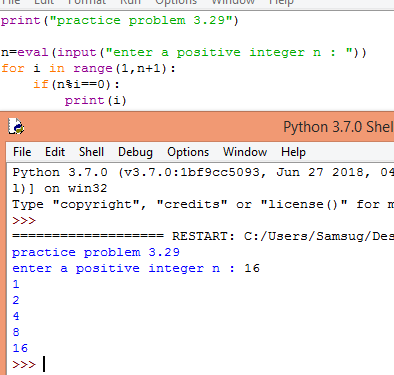 File Edit Format Run Options Window Help
print("practice problem 3.29")
n=eval(input("enter a positive integer n : "))
for i in range(1,n+1):
    if(n%i==0):
        print(i)
Python 3.7.0 Shel
File Edit Shell Debug Options Window Help
Python 3.7.0 (v3.7.0:1bf9cc5093, Jun 27 2018, 04
l)] on win32
Type "copyright", "credits" or "license()" for m
>>>
=================== RESTART: C:/Users/Samsug/Des
practice problem 3.29
enter a positive integer n : 16
1
2
4
8
16
>>>